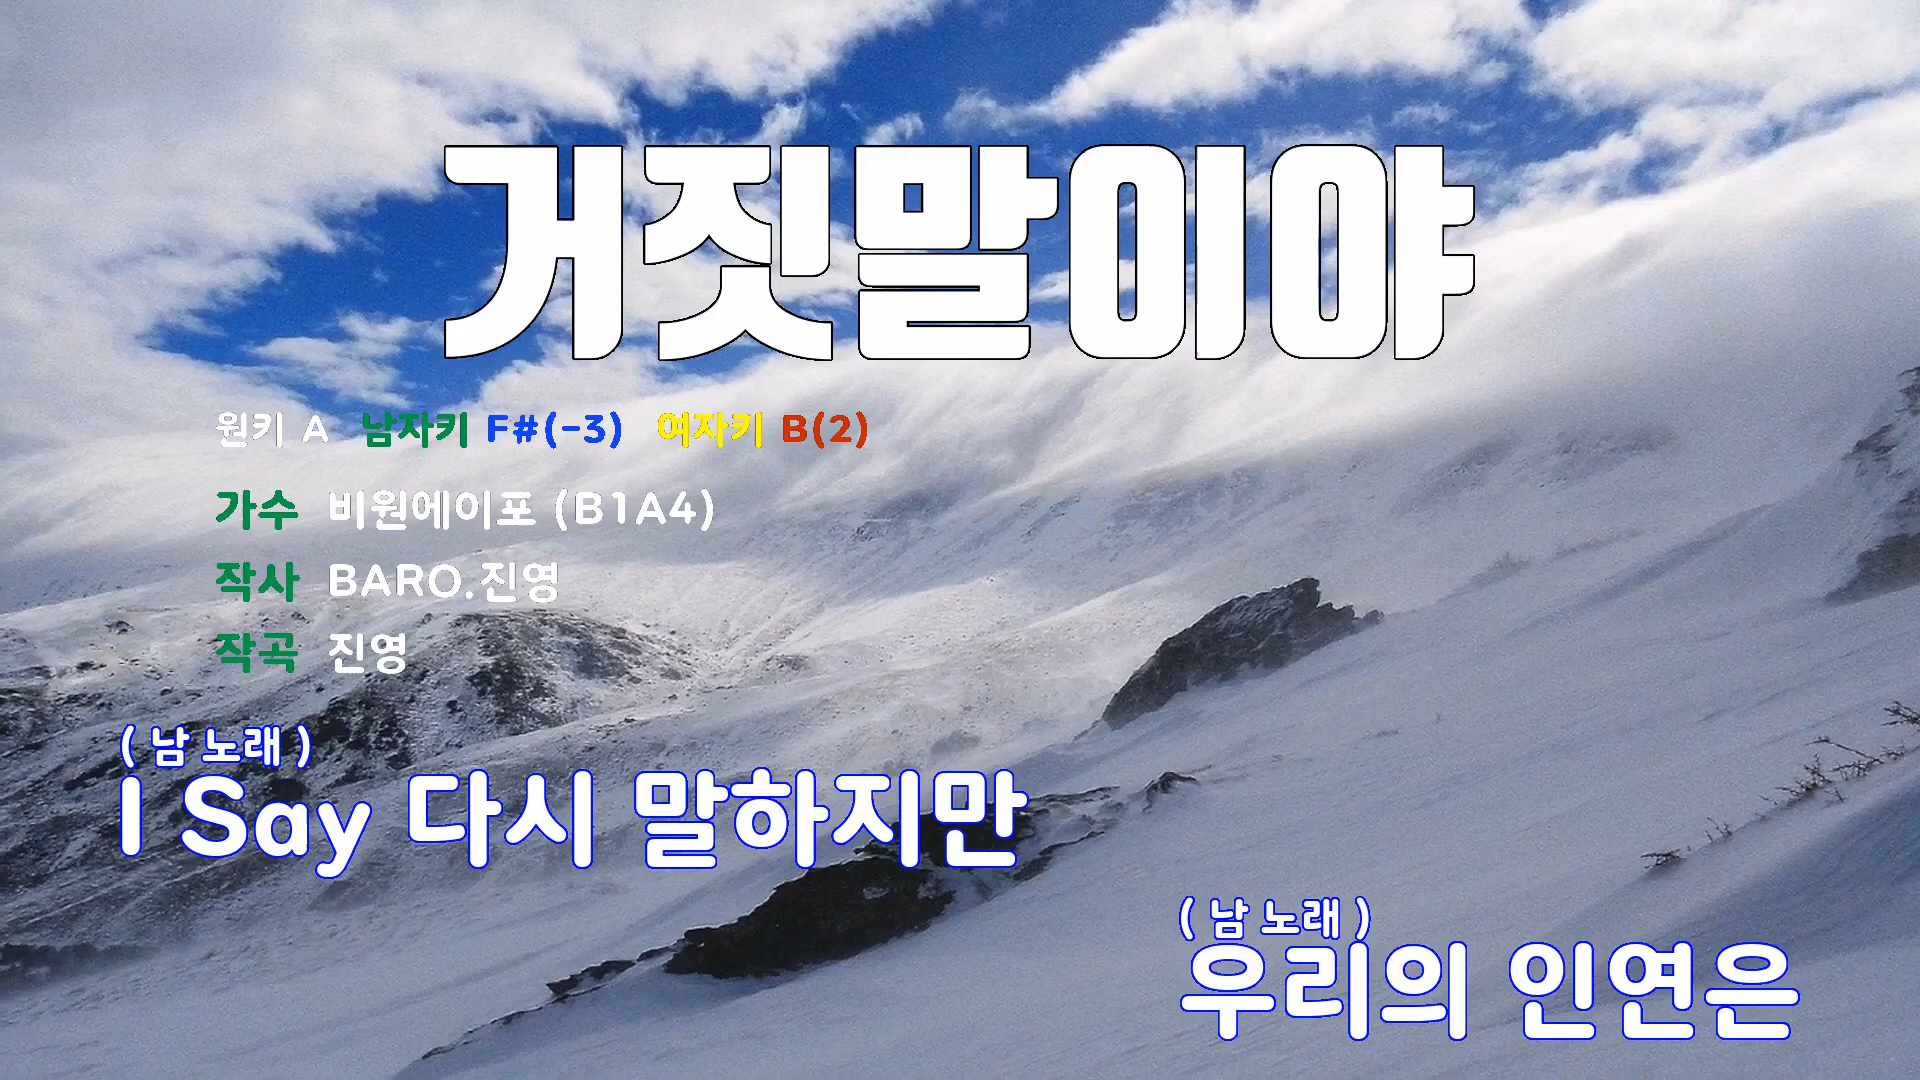 거짓말이야
원키 A 남자키 F#(-3) 여자키 B(2)
가수 비원에이포 (B1A4)
작사 BARO.진영
작곡 진영
( 남 노래 )
I Say 다시 말하지만
( 남 노래 )
우리의 인연은